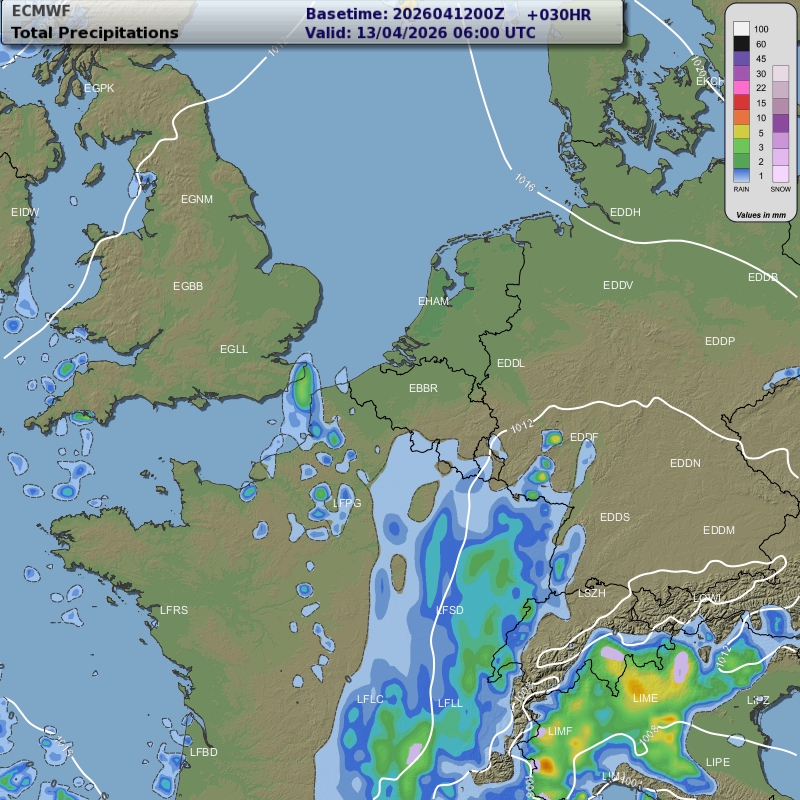 ECMWF
Basetime: 2026041200Z +030HR
Total Precipitations
Valid: 13/04/2026 06:00 UTC
100
60
45
30
22
15
10
5
3
2
1
RAIN SNOW
Values in mm
1020
EKCH
EGPK
1016
EGNM
EIDW
EDDH
EGBB
EDDV
EDDB
EHAM
EGLL
EDDP
EDDL
EBBR
1012
EDDF
EDDN
LFPG
EDDS
EDDM
LSZH
LOWI
LFRS
LFSD
1012
LFLC
LFLL
LIME
LIPZ
LIMF
1008
LFBD
LIPE